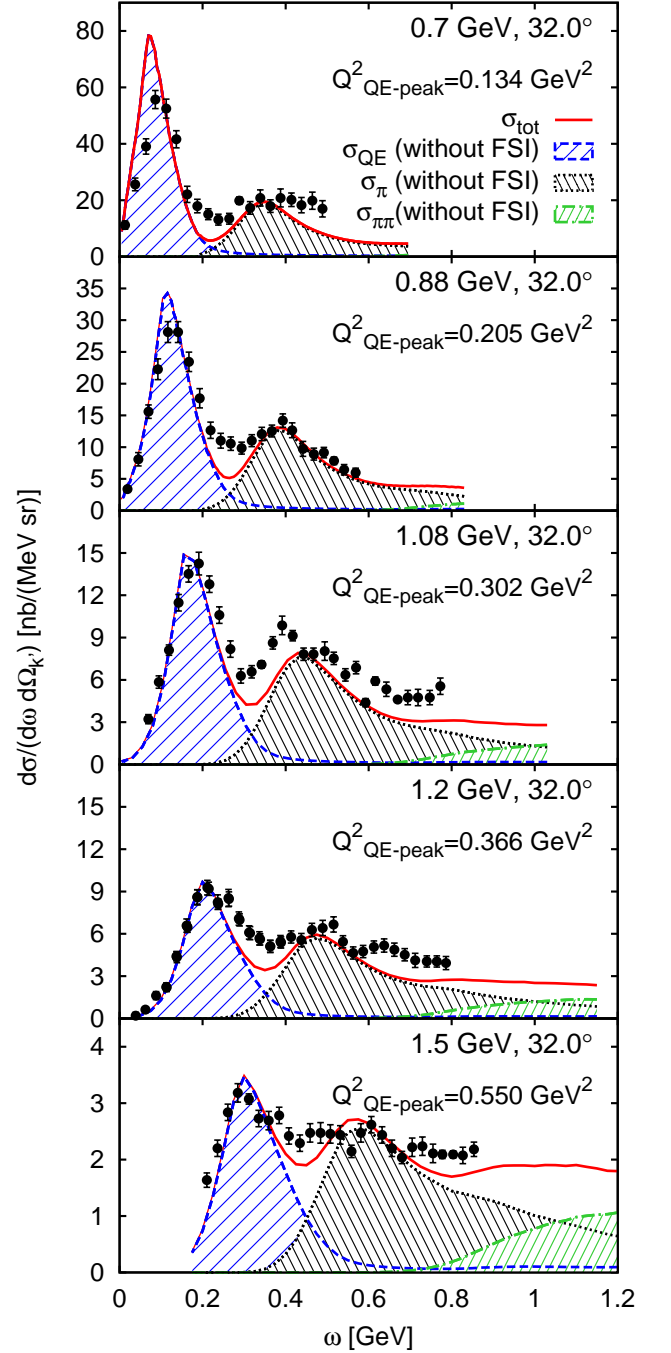 0.7 GeV, 32.0°
Q²QE-peak=0.134 GeV²
σtot
σQE (without FSI)
σπ (without FSI)
σππ(without FSI)
80
60
40
20
0
0.88 GeV, 32.0°
Q²QE-peak=0.205 GeV²
35
30
25
20
15
10
5
0
1.08 GeV, 32.0°
Q²QE-peak=0.302 GeV²
15
12
9
6
3
0
dσ/(dω dΩk') [nb/(MeV sr)]
1.2 GeV, 32.0°
Q²QE-peak=0.366 GeV²
15
12
9
6
3
0
1.5 GeV, 32.0°
Q²QE-peak=0.550 GeV²
4
3
2
1
0
0 0.2 0.4 0.6 0.8 1 1.2
ω [GeV]